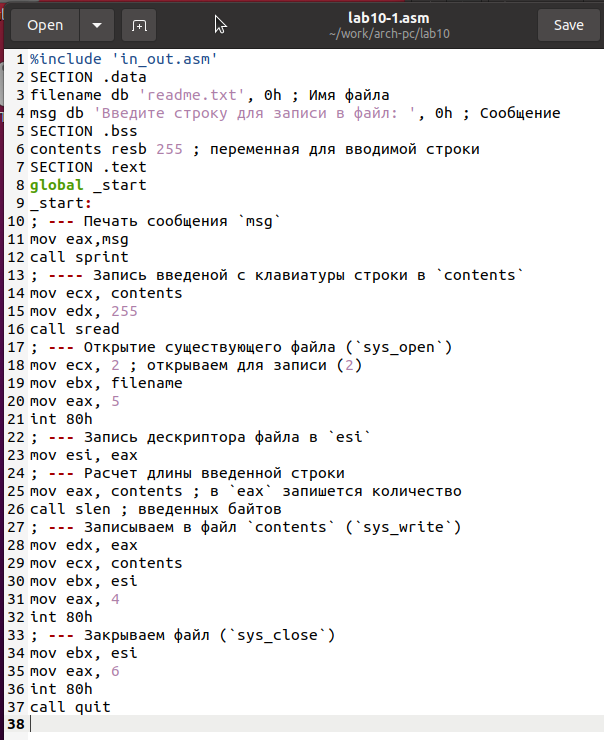 Open
lab10-1.asm
~/work/arch-pc/lab10
Save
1 %include 'in_out.asm'
2 SECTION .data
3 filename db 'readme.txt', 0h ; Имя файла
4 msg db 'Введите строку для записи в файл: ', 0h ; Сообщение
5 SECTION .bss
6 contents resb 255 ; переменная для вводимой строки
7 SECTION .text
8 global _start
9 _start:
10 ; --- Печать сообщения `msg`
11 mov eax,msg
12 call sprint
13 ; ---- Запись введеной с клавиатуры строки в `contents`
14 mov ecx, contents
15 mov edx, 255
16 call sread
17 ; --- Открытие существующего файла (`sys_open`)
18 mov ecx, 2 ; открываем для записи (2)
19 mov ebx, filename
20 mov eax, 5
21 int 80h
22 ; --- Запись дескриптора файла в `esi`
23 mov esi, eax
24 ; --- Расчет длины введенной строки
25 mov eax, contents ; в `eax` запишется количество
26 call slen ; введенных байтов
27 ; --- Записываем в файл `contents` (`sys_write`)
28 mov edx, eax
29 mov ecx, contents
30 mov ebx, esi
31 mov eax, 4
32 int 80h
33 ; --- Закрываем файл (`sys_close`)
34 mov ebx, esi
35 mov eax, 6
36 int 80h
37 call quit
38